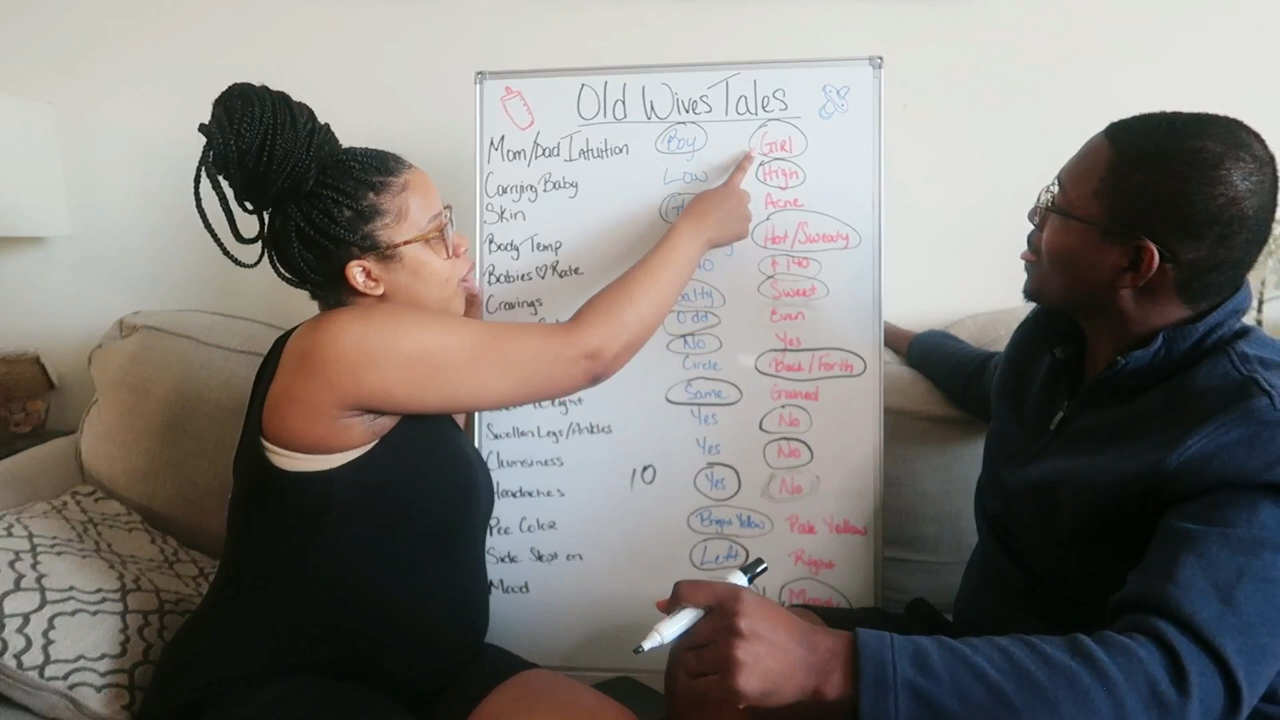 Old Wives Tales
Mom/Dad Intuition Boy Girl
Carrying Baby Low High
Skin Acne
Body Temp Hot/Sweaty
Babies ♡ Rate ↑140
Cravings Salty Sweet
Odd Even
No Yes
Circle Back/Forth
Same Gained
Swollen Legs/Ankles Yes No
Clumsiness Yes No
Headaches 10 Yes No
Pee Color Bright Yellow Pale Yellow
Side Slept on Left Right
Mood Moody